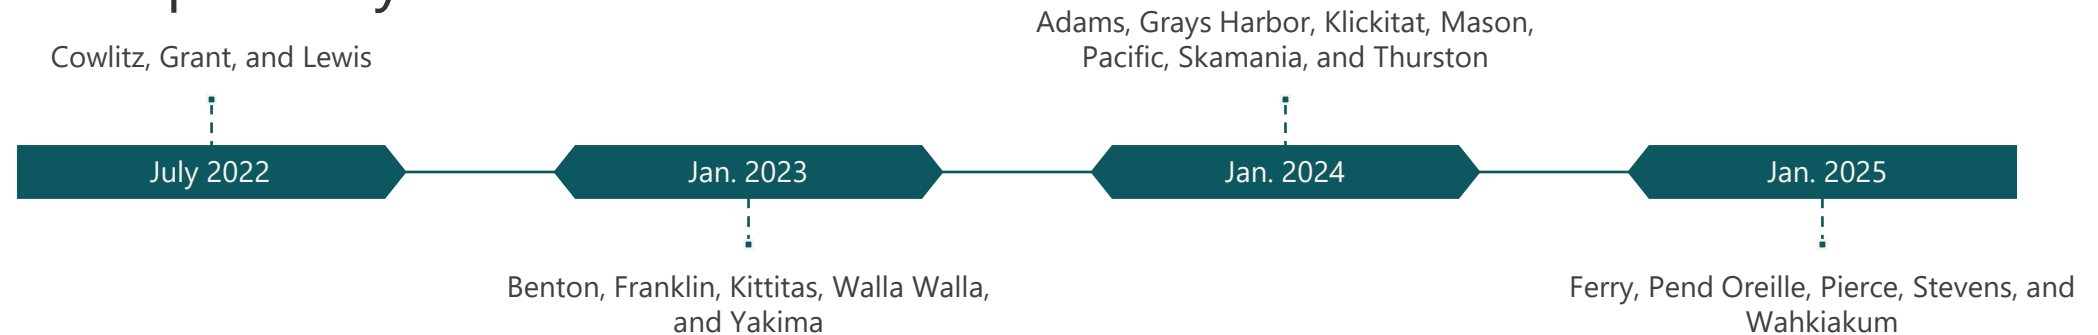 Cowlitz, Grant, and Lewis
Adams, Grays Harbor, Klickitat, Mason,
Pacific, Skamania, and Thurston
July 2022
Jan. 2023
Jan. 2024
Jan. 2025
Benton, Franklin, Kittitas, Walla Walla,
and Yakima
Ferry, Pend Oreille, Pierce, Stevens, and
Wahkiakum